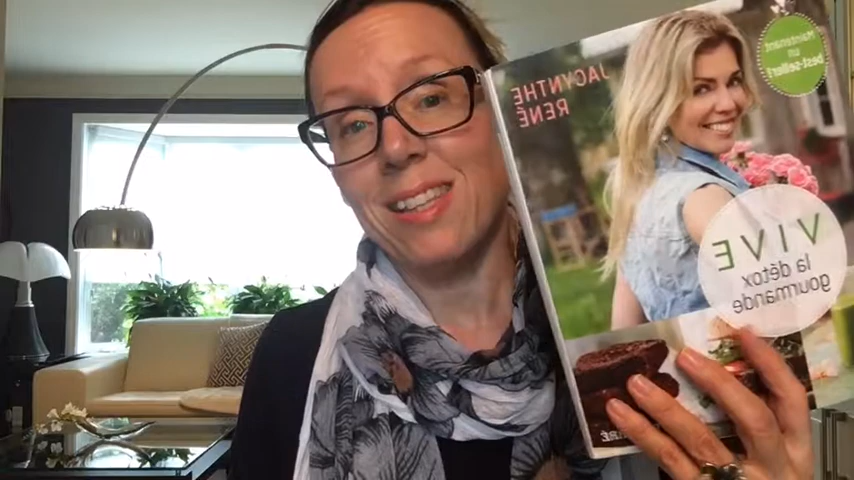 JACYNTHE
RENÉ
Maintenant
un
best-seller!
VIVE
la détox
gourmande